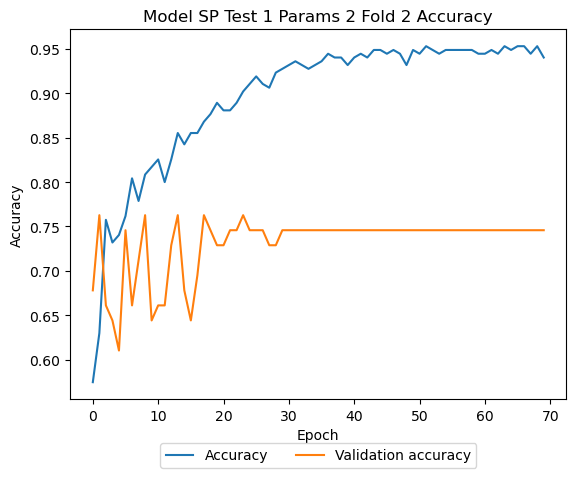 Model SP Test 1 Params 2 Fold 2 Accuracy
0.95
0.90
0.85
0.80
0.75
0.70
0.65
0.60
Accuracy
0 10 20 30 40 50 60 70
Epoch
Accuracy Validation accuracy